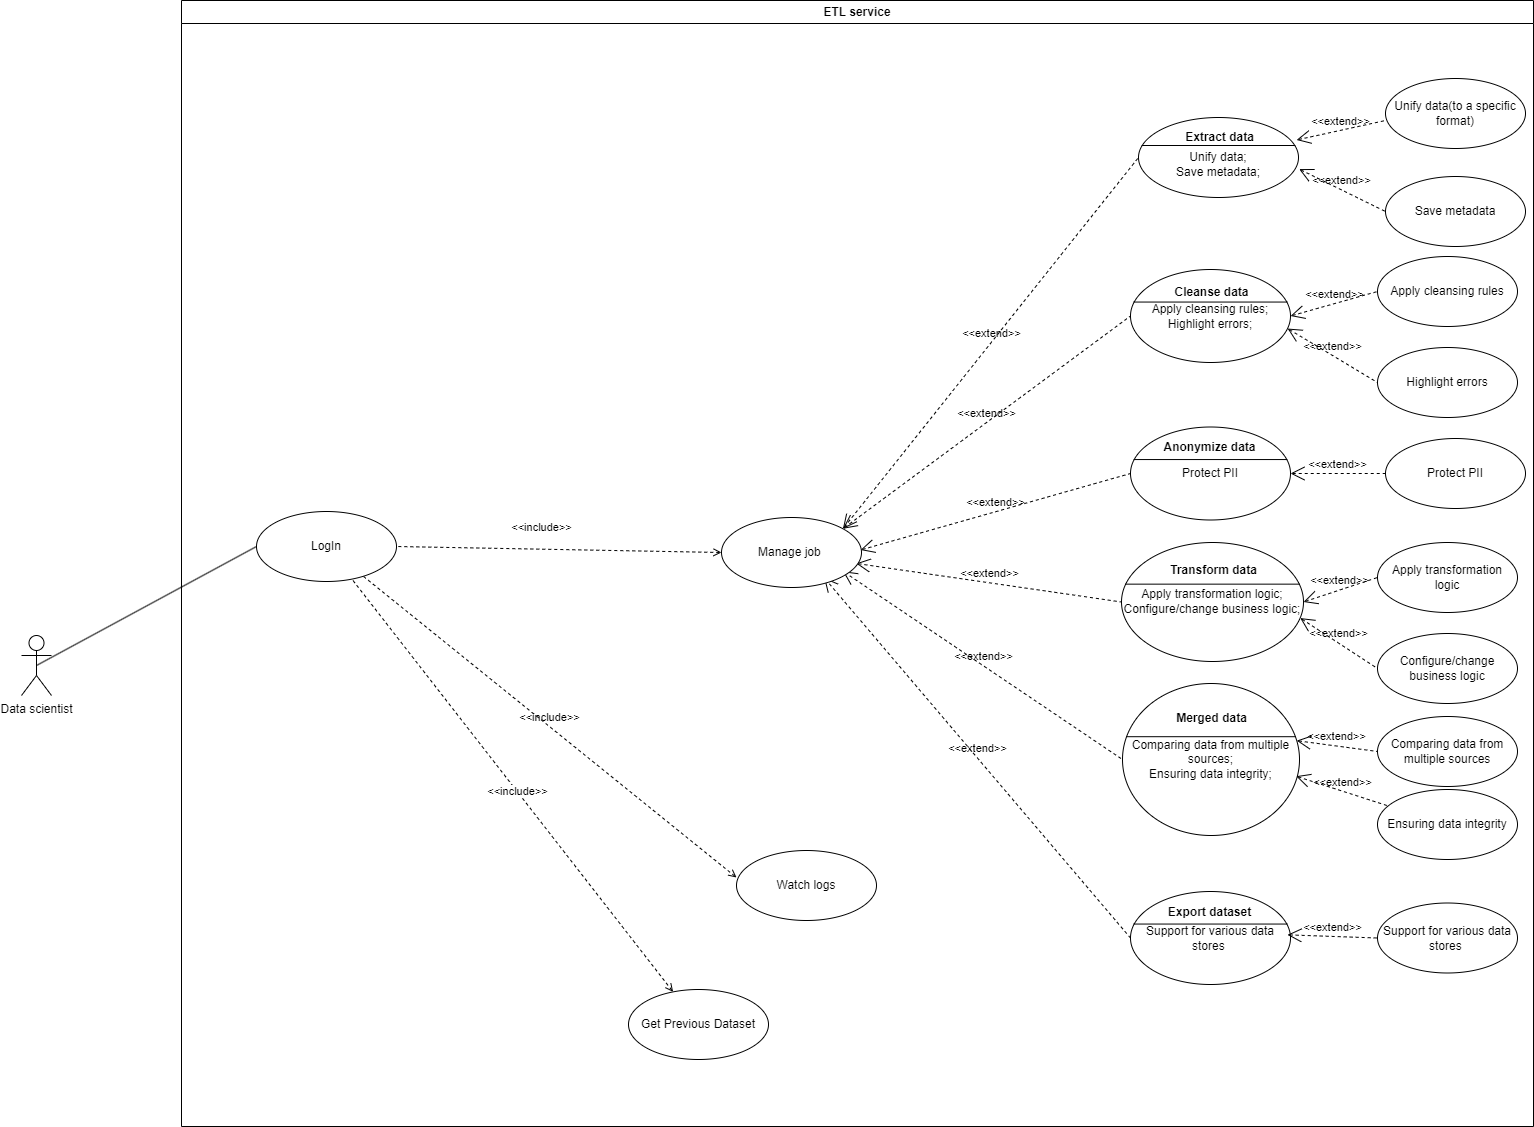 ETL service
Unify data(to a specific
format)
<<extend>>
Extract data
Unify data;
Save metadata;
<<extend>>
Save metadata
Cleanse data
Apply cleansing rules;
Highlight errors;
<<extend>>
Apply cleansing rules
<<extend>>
Highlight errors
<<extend>>
<<extend>>
Anonymize data
Protect PII
<<extend>>
Protect PII
<<extend>>
LogIn
<<include>>
Manage job
<<extend>>
Transform data
Apply transformation logic;
Configure/change business logic;
<<extend>>
Apply transformation
logic
<<extend>>
Configure/change
business logic
<<extend>>
Data scientist
<<include>>
Merged data
Comparing data from multiple
sources;
Ensuring data integrity;
<<extend>>
Comparing data from
multiple sources
<<extend>>
Ensuring data integrity
<<extend>>
<<include>>
Watch logs
Export dataset
Support for various data
stores
<<extend>>
Support for various data
stores
Get Previous Dataset